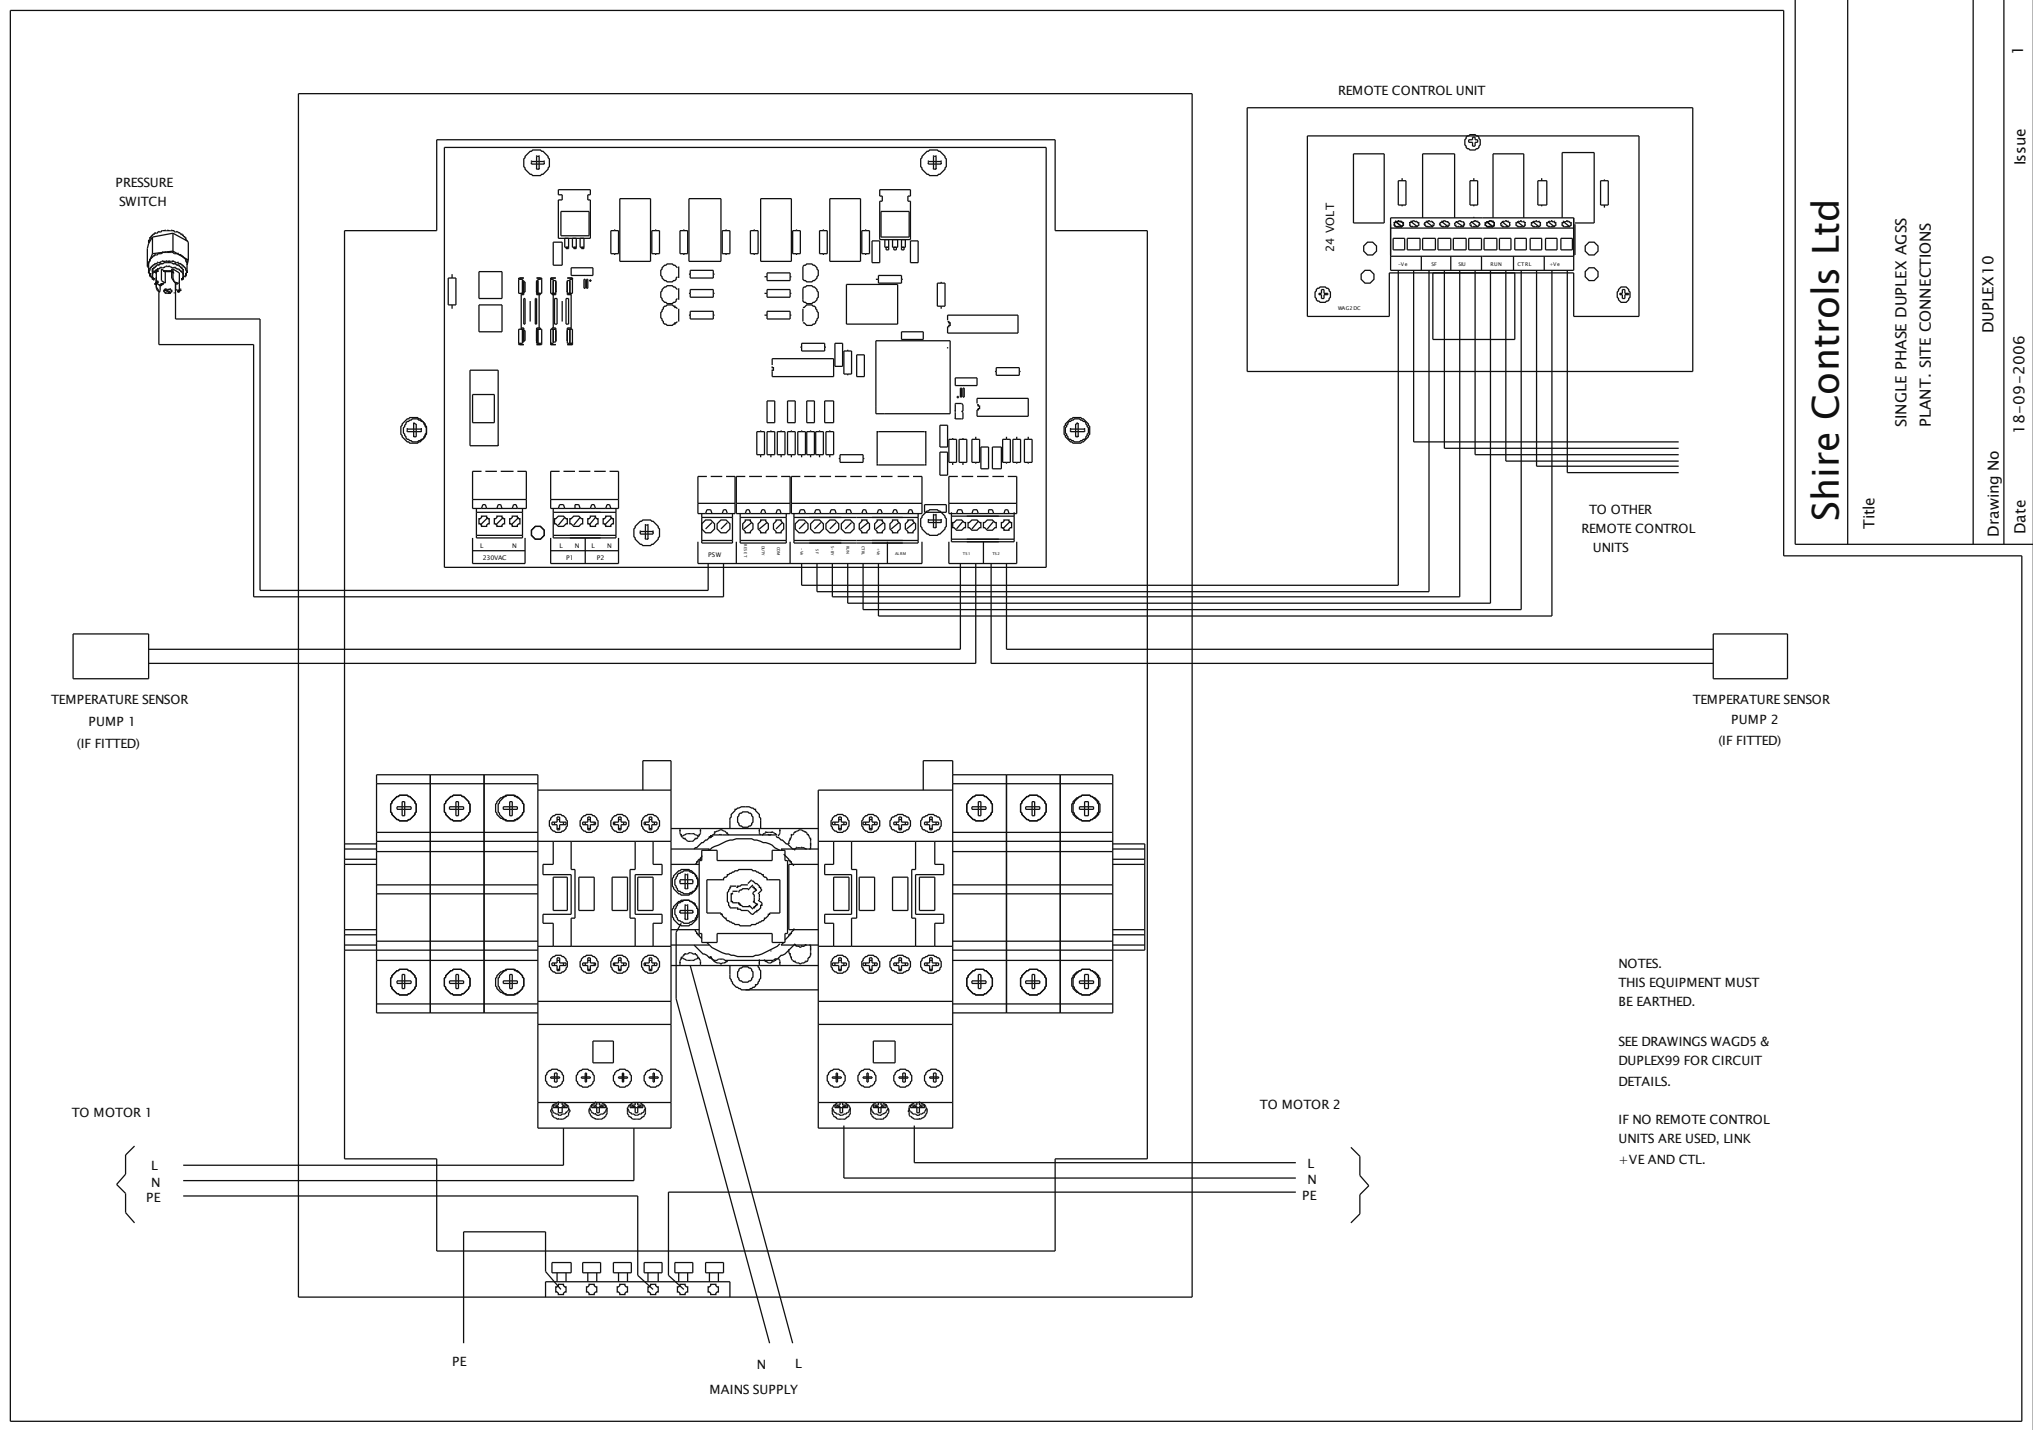 REMOTE CONTROL UNIT
PRESSURE
SWITCH
24 VOLT
-Ve SF SIU RUN CTRL +Ve
WAG2DC
TO OTHER
REMOTE CONTROL
UNITS
L N
230VAC
L N L N
P1 P2
PSW
ALARM
TS1 TS2
TEMPERATURE SENSOR
PUMP 1
(IF FITTED)
TEMPERATURE SENSOR
PUMP 2
(IF FITTED)
TO MOTOR 1
L
N
PE
TO MOTOR 2
L
N
PE
PE
N L
MAINS SUPPLY
NOTES.
THIS EQUIPMENT MUST
BE EARTHED.
SEE DRAWINGS WAGD5 &
DUPLEX99 FOR CIRCUIT
DETAILS.
IF NO REMOTE CONTROL
UNITS ARE USED, LINK
+VE AND CTL.
Shire Controls Ltd
Title
SINGLE PHASE DUPLEX AGSS
PLANT. SITE CONNECTIONS
Drawing No DUPLEX10
Date 18-09-2006 Issue 1